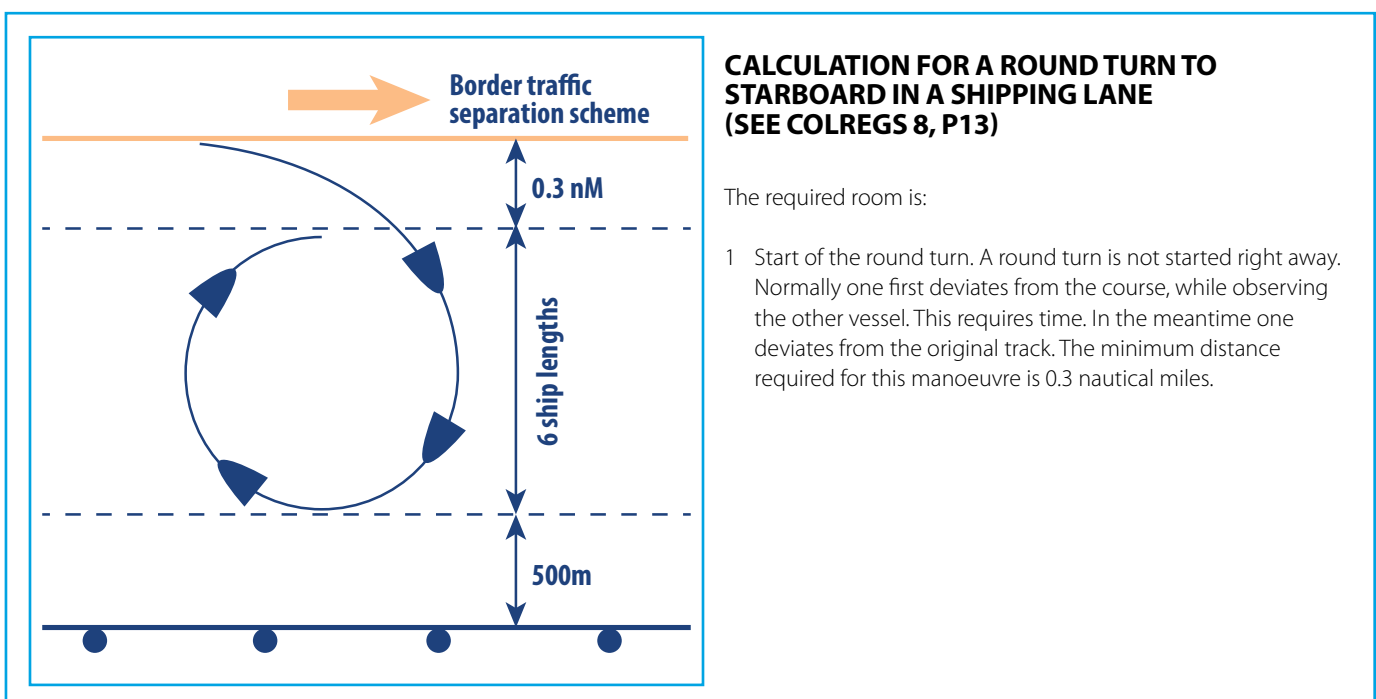 Border traffic
separation scheme
0.3 nM
6 ship lengths
500m
CALCULATION FOR A ROUND TURN TO
STARBOARD IN A SHIPPING LANE
(SEE COLREGS 8, P13)
The required room is:
1 Start of the round turn. A round turn is not started right away.
Normally one first deviates from the course, while observing
the other vessel. This requires time. In the meantime one
deviates from the original track. The minimum distance
required for this manoeuvre is 0.3 nautical miles.